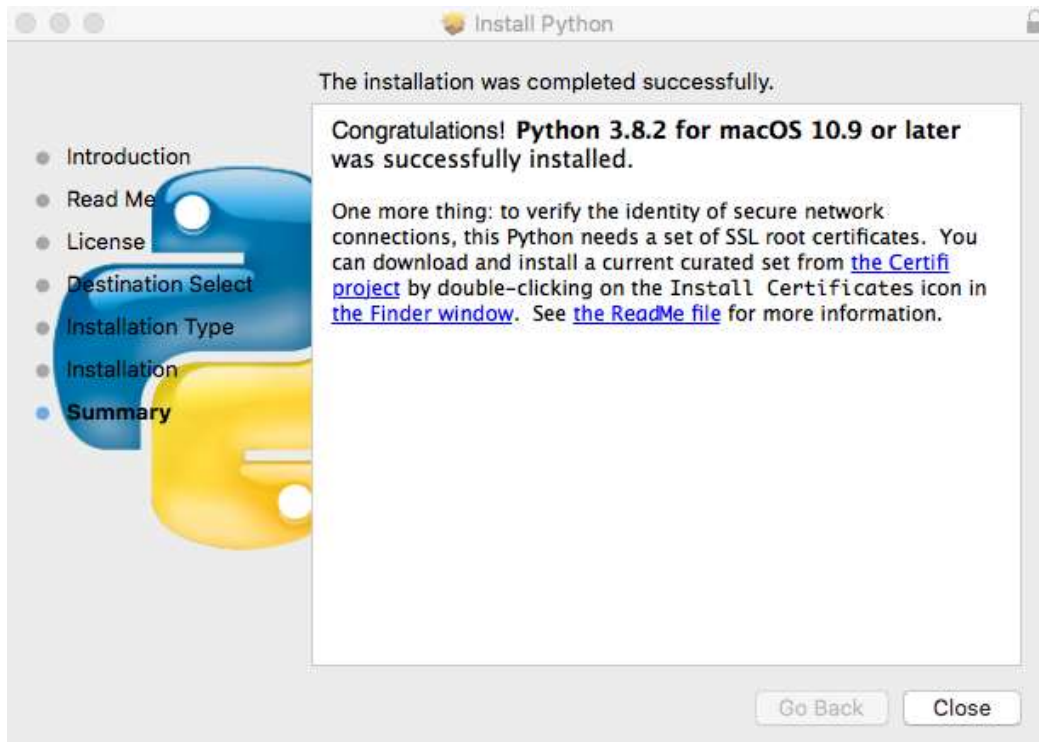 Install Python
The installation was completed successfully.
Introduction
Read Me
License
Destination Select
Installation Type
Installation
Summary
Congratulations! Python 3.8.2 for macOS 10.9 or later
was successfully installed.
One more thing: to verify the identity of secure network
connections, this Python needs a set of SSL root certificates.  You
can download and install a current curated set from the Certifi
project by double-clicking on the Install Certificates icon in
the Finder window.  See the ReadMe file for more information.
Go Back
Close